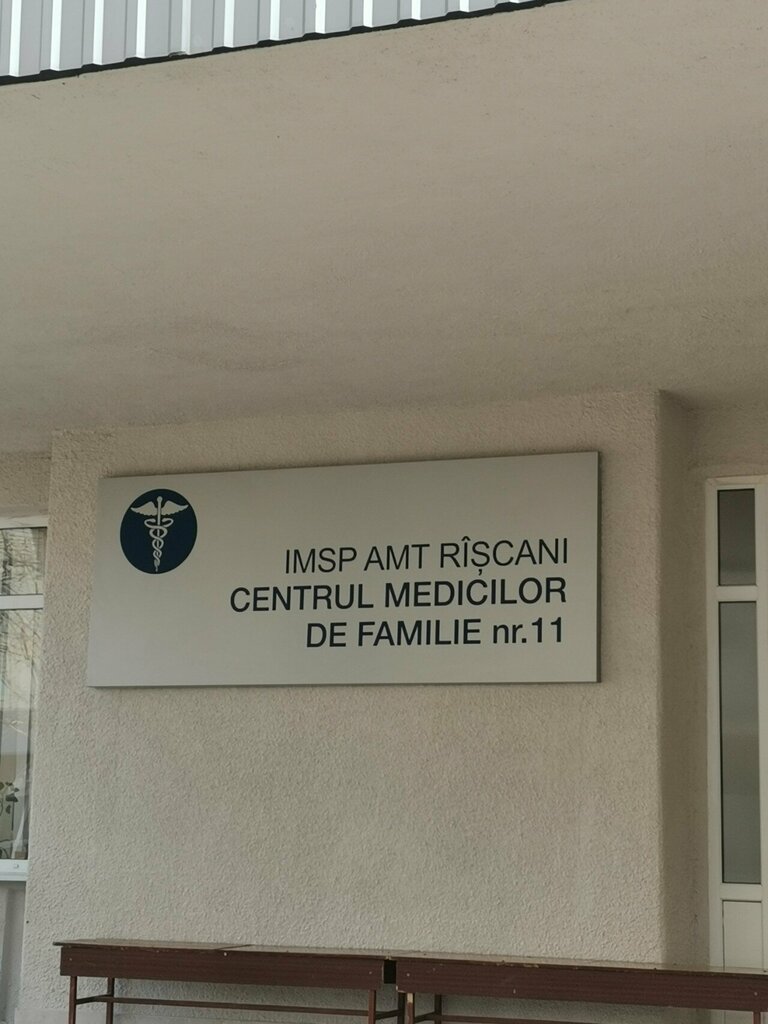 IMSP AMT RÎȘCANI
CENTRUL MEDICILOR
DE FAMILIE nr.11